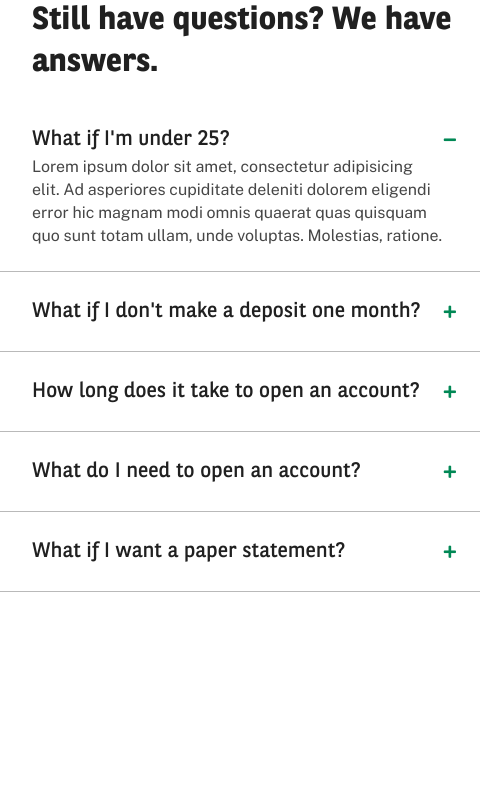 Still have questions? We have
answers.
What if I'm under 25?
Lorem ipsum dolor sit amet, consectetur adipisicing
elit. Ad asperiores cupiditate deleniti dolorem eligendi
error hic magnam modi omnis quaerat quas quisquam
quo sunt totam ullam, unde voluptas. Molestias, ratione.
What if I don't make a deposit one month?
How long does it take to open an account?
What do I need to open an account?
What if I want a paper statement?